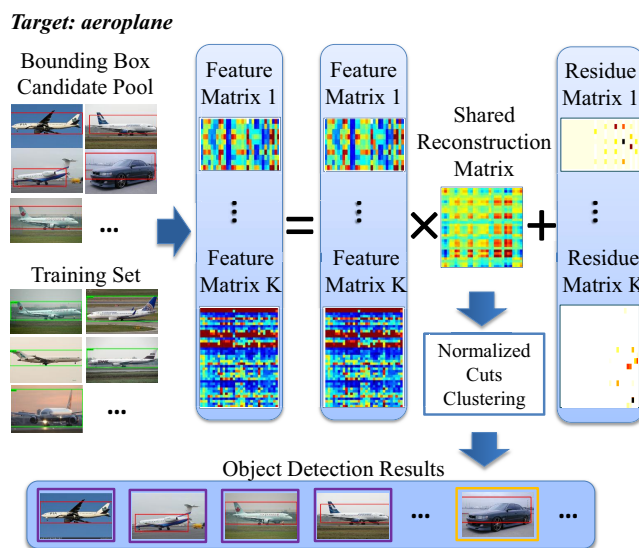 Target: aeroplane
Bounding Box
Candidate Pool
...
Training Set
...
Feature
Matrix 1
...
Feature
Matrix K
=
Feature
Matrix 1
...
Feature
Matrix K
×
Shared
Reconstruction
Matrix
+
Residue
Matrix 1
...
Residue
Matrix K
Normalized
Cuts
Clustering
Object Detection Results
...
...